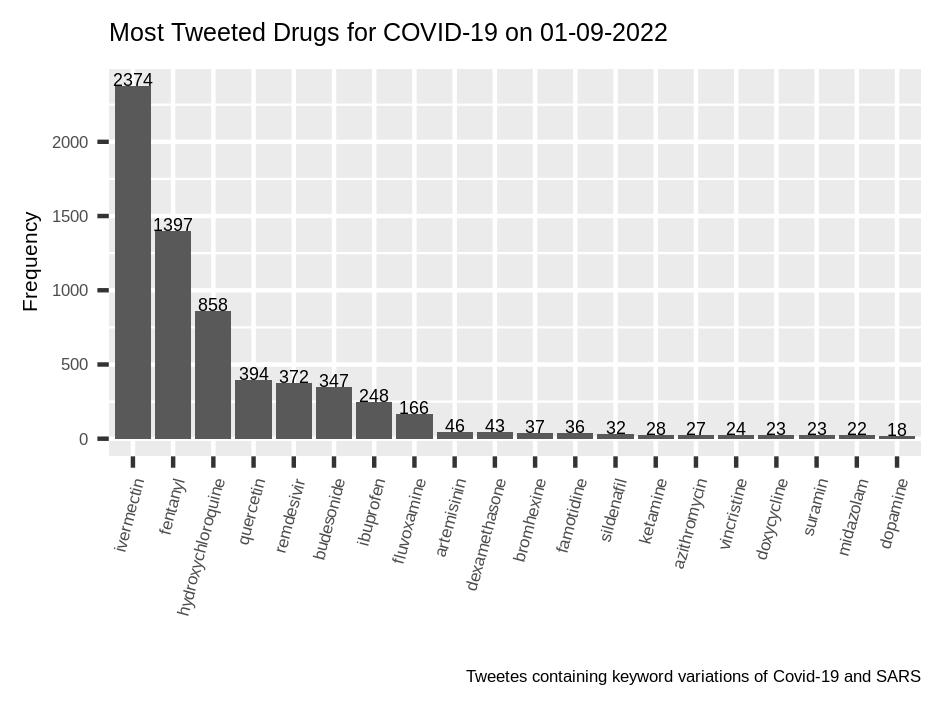 Most Tweeted Drugs for COVID-19 on 01-09-2022
Frequency
2000
1500
1000
500
0
2374
1397
858
394
372
347
248
166
46
43
37
36
32
28
27
24
23
23
22
18
ivermectin
fentanyl
hydroxychloroquine
quercetin
remdesivir
budesonide
ibuprofen
fluvoxamine
artemisinin
dexamethasone
bromhexine
famotidine
sildenafil
ketamine
azithromycin
vincristine
doxycycline
suramin
midazolam
dopamine
Tweetes containing keyword variations of Covid-19 and SARS